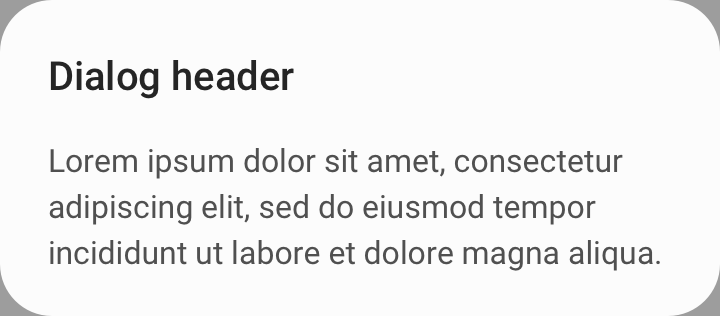 Dialog header
Lorem ipsum dolor sit amet, consectetur
adipiscing elit, sed do eiusmod tempor
incididunt ut labore et dolore magna aliqua.